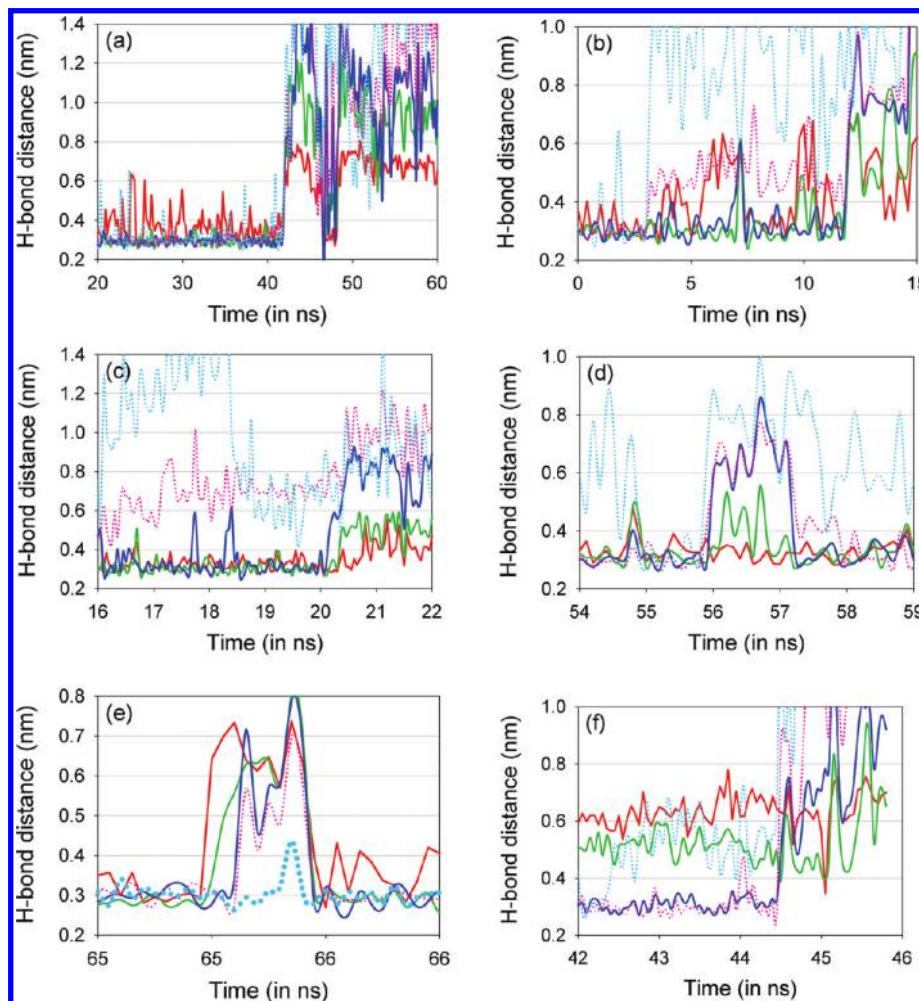 (a)
H-bond distance (nm)
1.4
1.2
1.0
0.8
0.6
0.4
0.2
20 30 40 50 60
Time (in ns)
(b)
H-bond distance (nm)
1.0
0.8
0.6
0.4
0.2
0 5 10 15
Time (in ns)
(c)
H-bond distance (nm)
1.4
1.2
1.0
0.8
0.6
0.4
0.2
16 17 18 19 20 21 22
Time (in ns)
(d)
H-bond distance (nm)
1.0
0.8
0.6
0.4
0.2
54 55 56 57 58 59
Time (in ns)
(e)
H-bond distance (nm)
0.8
0.7
0.6
0.5
0.4
0.3
0.2
65 65 66 66
Time (in ns)
(f)
H-bond distance (nm)
1.0
0.8
0.6
0.4
0.2
42 43 44 45 46
Time (in ns)